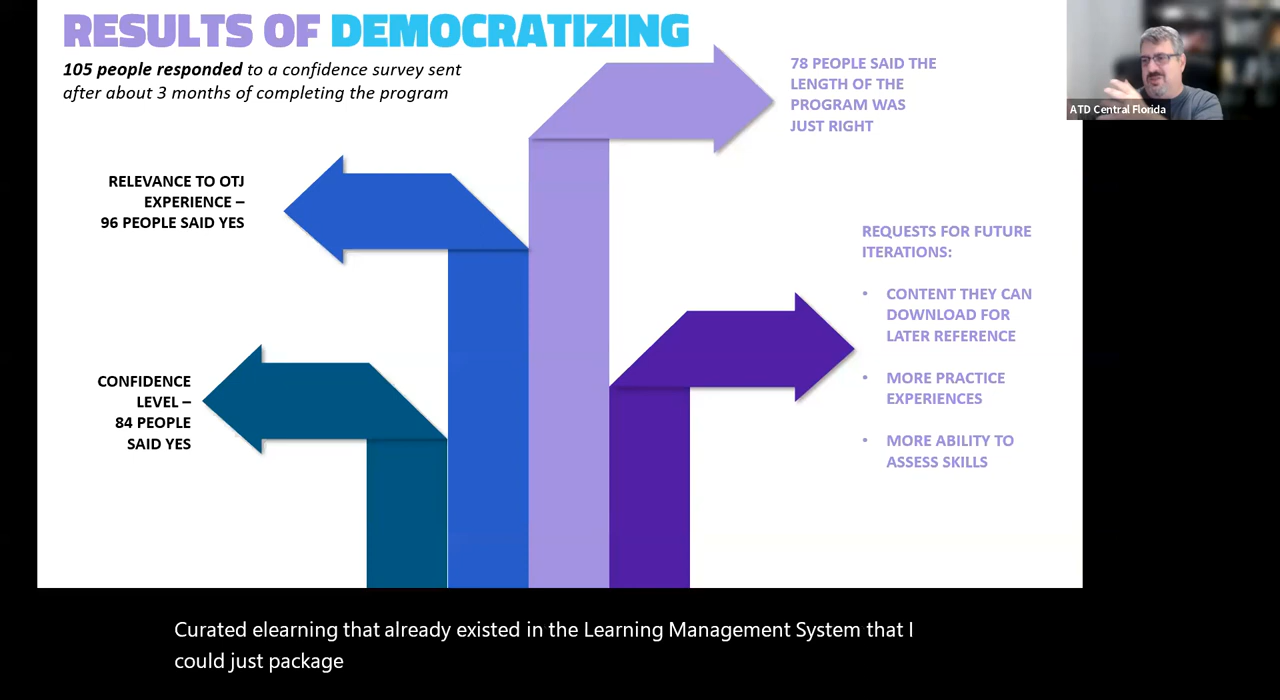 RESULTS OF DEMOCRATIZING
105 people responded to a confidence survey sent
after about 3 months of completing the program
78 PEOPLE SAID THE
LENGTH OF THE
PROGRAM WAS
JUST RIGHT
ATD Central Florida
RELEVANCE TO OTJ
EXPERIENCE –
96 PEOPLE SAID YES
REQUESTS FOR FUTURE
ITERATIONS:
• CONTENT THEY CAN
DOWNLOAD FOR
LATER REFERENCE
• MORE PRACTICE
EXPERIENCES
• MORE ABILITY TO
ASSESS SKILLS
CONFIDENCE
LEVEL –
84 PEOPLE
SAID YES
Curated elearning that already existed in the Learning Management System that I
could just package